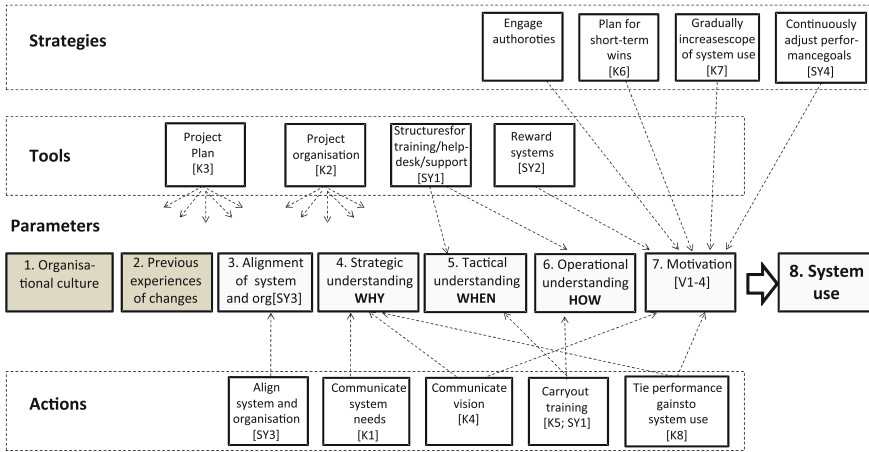 Strategies
Engage
authoroties
Plan for
short-term
wins
[K6]
Gradually
increasescope
of system use
[K7]
Continuously
adjust perfor-
mancegoals
[SY4]
Tools
Project
Plan
[K3]
Project
organisation
[K2]
Structuresfor
training/help-
desk/support
[SY1]
Reward
systems
[SY2]
Parameters
1. Organisa-
tional culture
2. Previous
experiences
of changes
3. Alignment
of system
and org[SY3]
4. Strategic
understanding
WHY
5. Tactical
understanding
WHEN
6. Operational
understanding
HOW
7. Motivation
[V1-4]
8. System
use
Actions
Align
system and
organisation
[SY3]
Communicate
system
needs
[K1]
Communicate
vision
[K4]
Carryout
training
[K5; SY1]
Tie performance
gainsto
system use
[K8]